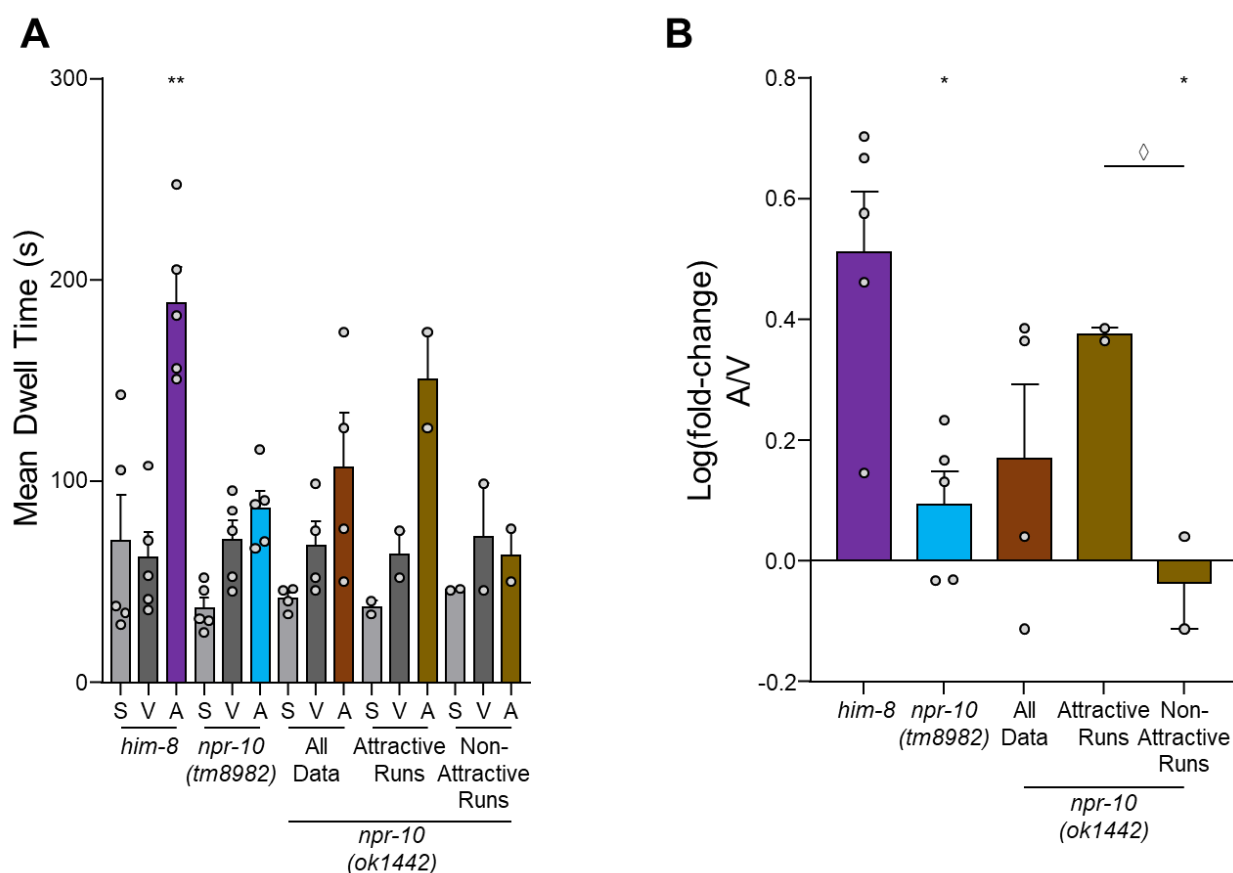 A
Mean Dwell Time (s)
300
200
100
0
**
S V A S V A S V A S V A S V A
him-8
npr-10
(tm8982)
All
Data
Attractive
Runs
Non-
Attractive
Runs
npr-10
(ok1442)
B
Log(fold-change)
A/V
0.8
0.6
0.4
0.2
0.0
-0.2
*
*
◊
him-8
npr-10
(tm8982)
All
Data
Attractive
Runs
Non-
Attractive
Runs
npr-10
(ok1442)